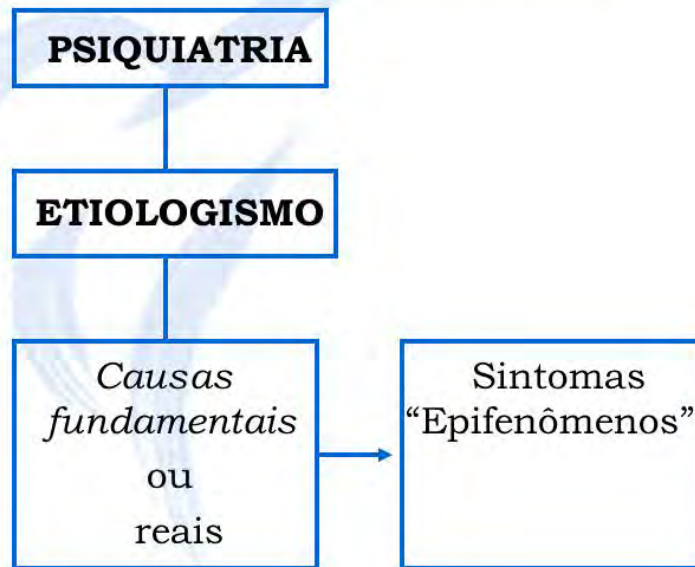 PSIQUIATRIA
ETIOLOGISMO
Causas
fundamentais
ou
reais
Sintomas
“Epifenômenos”